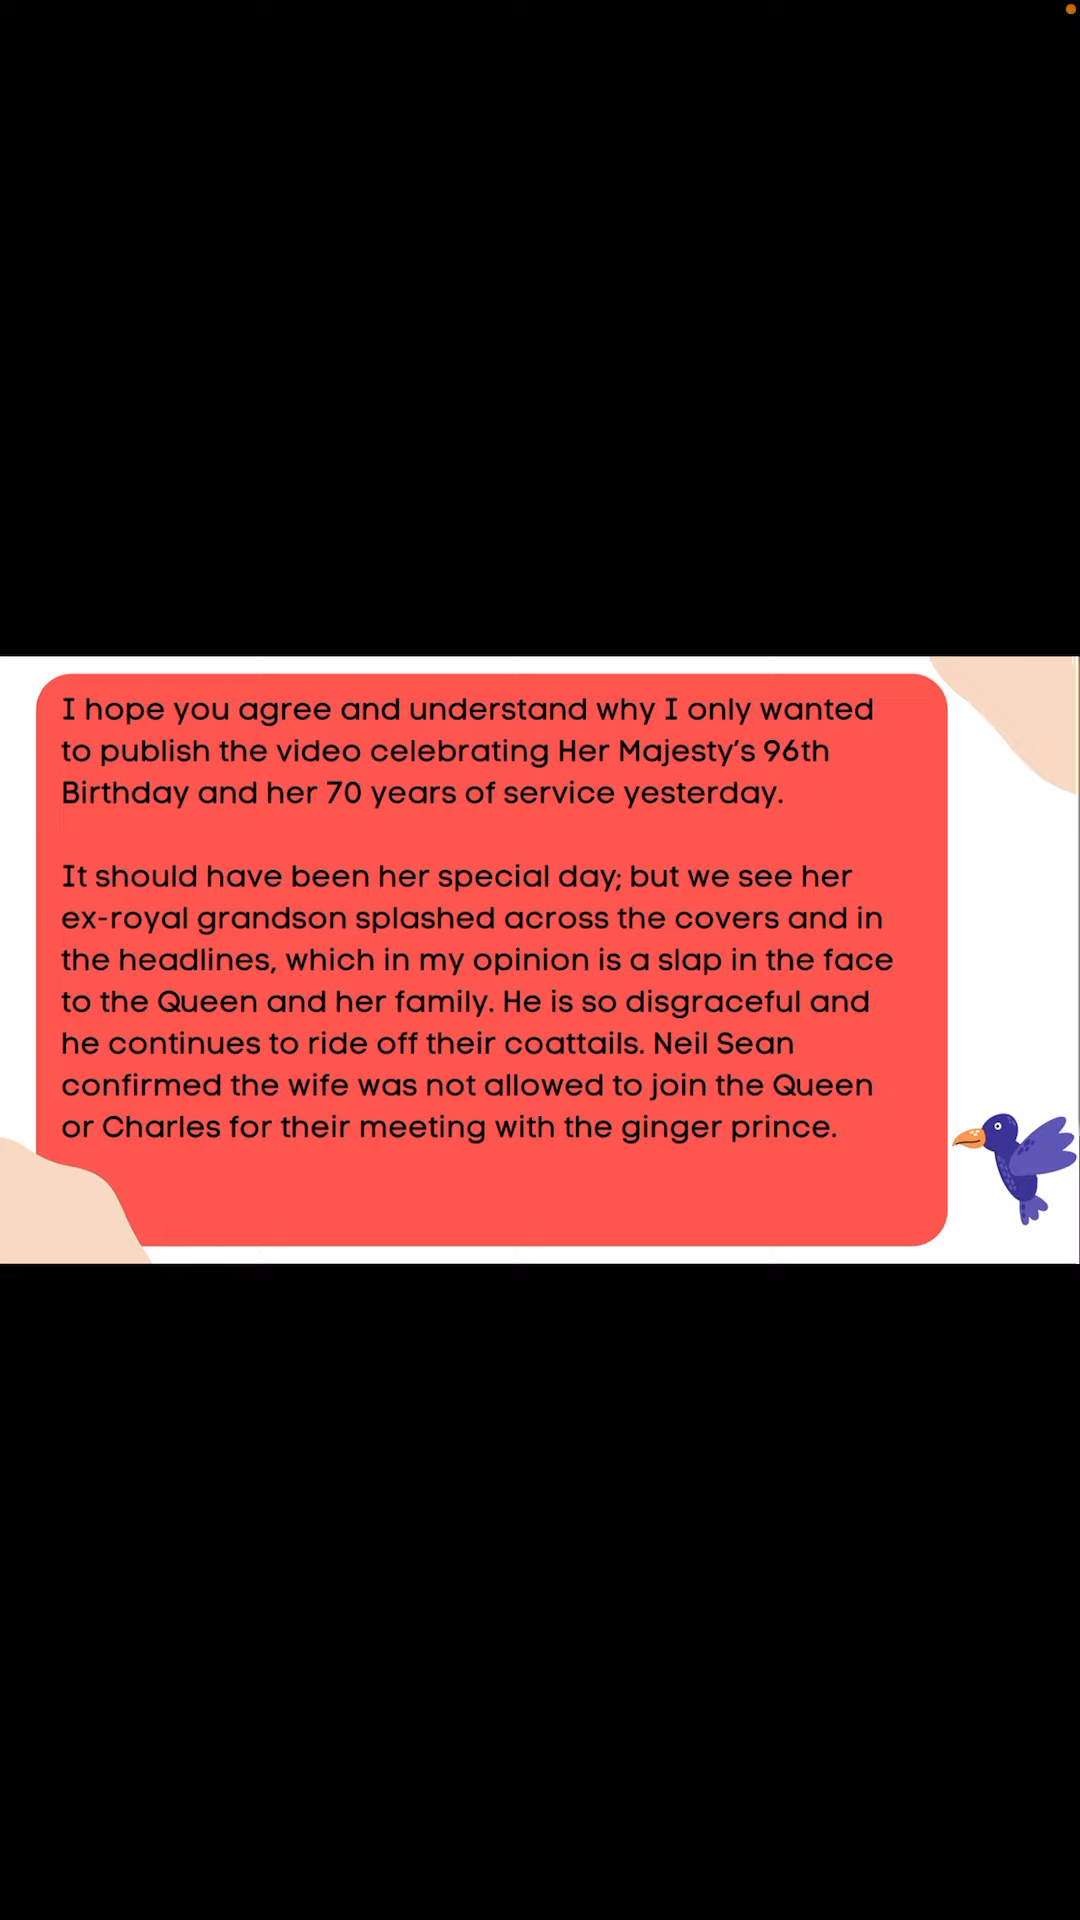 I hope you agree and understand why I only wanted
to publish the video celebrating Her Majesty's 96th
Birthday and her 70 years of service yesterday.
It should have been her special day; but we see her
ex-royal grandson splashed across the covers and in
the headlines, which in my opinion is a slap in the face
to the Queen and her family. He is so disgraceful and
he continues to ride off their coattails. Neil Sean
confirmed the wife was not allowed to join the Queen
or Charles for their meeting with the ginger prince.